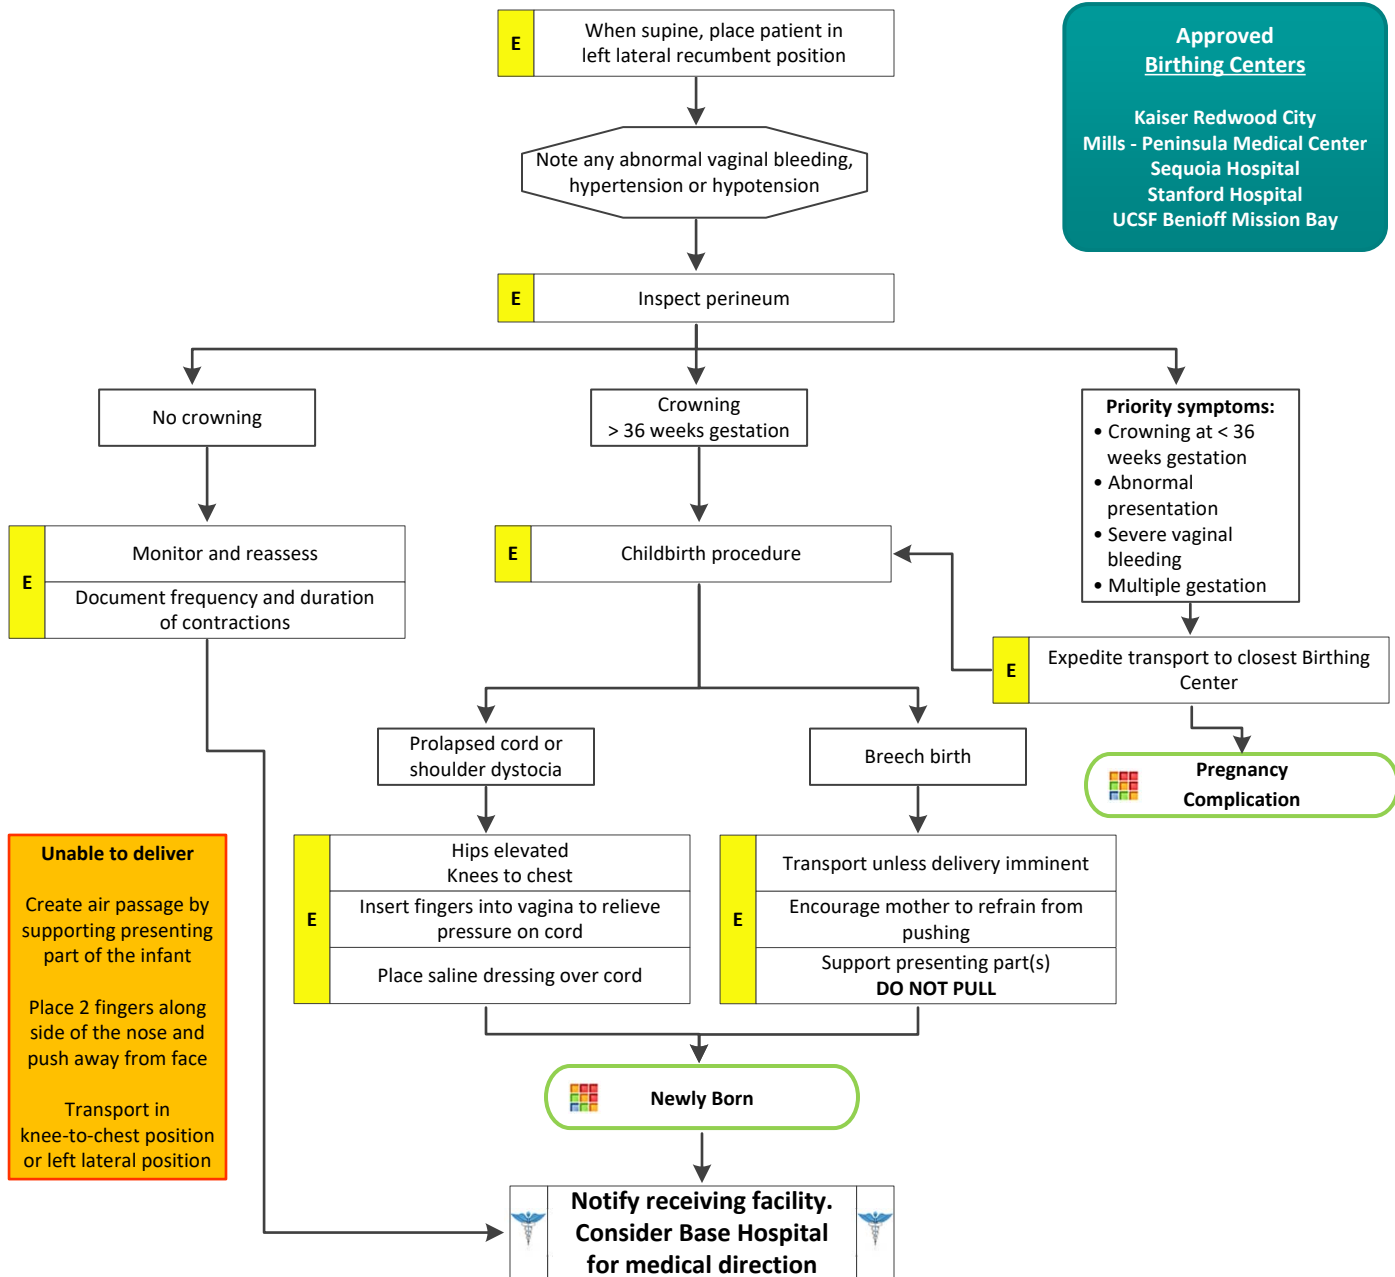 E
When supine, place patient in
left lateral recumbent position
Approved
Birthing Centers
Kaiser Redwood City
Mills - Peninsula Medical Center
Sequoia Hospital
Stanford Hospital
UCSF Benioff Mission Bay
Note any abnormal vaginal bleeding,
hypertension or hypotension
E
Inspect perineum
No crowning
Crowning
> 36 weeks gestation
Priority symptoms:
• Crowning at < 36
weeks gestation
• Abnormal
presentation
• Severe vaginal
bleeding
• Multiple gestation
E
Monitor and reassess
Document frequency and duration
of contractions
E
Childbirth procedure
E
Expedite transport to closest Birthing
Center
Prolapsed cord or
shoulder dystocia
Breech birth
Pregnancy
Complication
Unable to deliver
Create air passage by
supporting presenting
part of the infant
Place 2 fingers along
side of the nose and
push away from face
Transport in
knee-to-chest position
or left lateral position
E
Hips elevated
Knees to chest
Insert fingers into vagina to relieve
pressure on cord
Place saline dressing over cord
E
Transport unless delivery imminent
Encourage mother to refrain from
pushing
Support presenting part(s)
DO NOT PULL
Newly Born
Notify receiving facility.
Consider Base Hospital
for medical direction